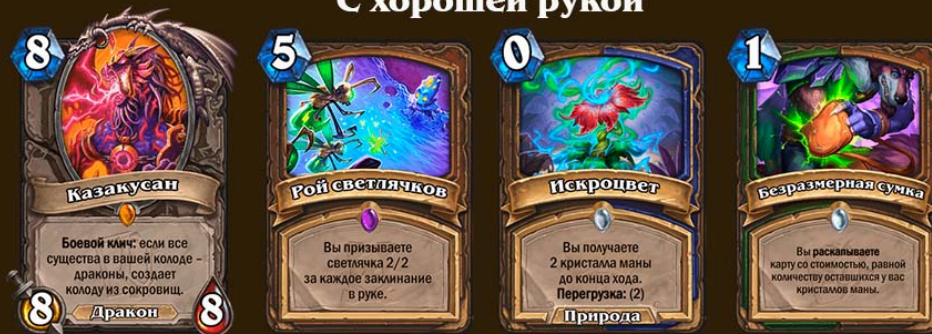 С хорошей рукой
8
Казакусан
Боевой клич: если все
существа в вашей колоде –
драконы, создает
колоду из сокровищ.
8
Дракон
8
5
Рой светлячков
Вы призываете
светлячка 2/2
за каждое заклинание
в руке.
0
Искроцвет
Вы получаете
2 кристалла маны
до конца хода.
Перегрузка: (2)
Природа
1
Безразмерная сумка
Вы раскапываете
карту со стоимостью, равной
количеству оставшихся у вас
кристаллов маны.